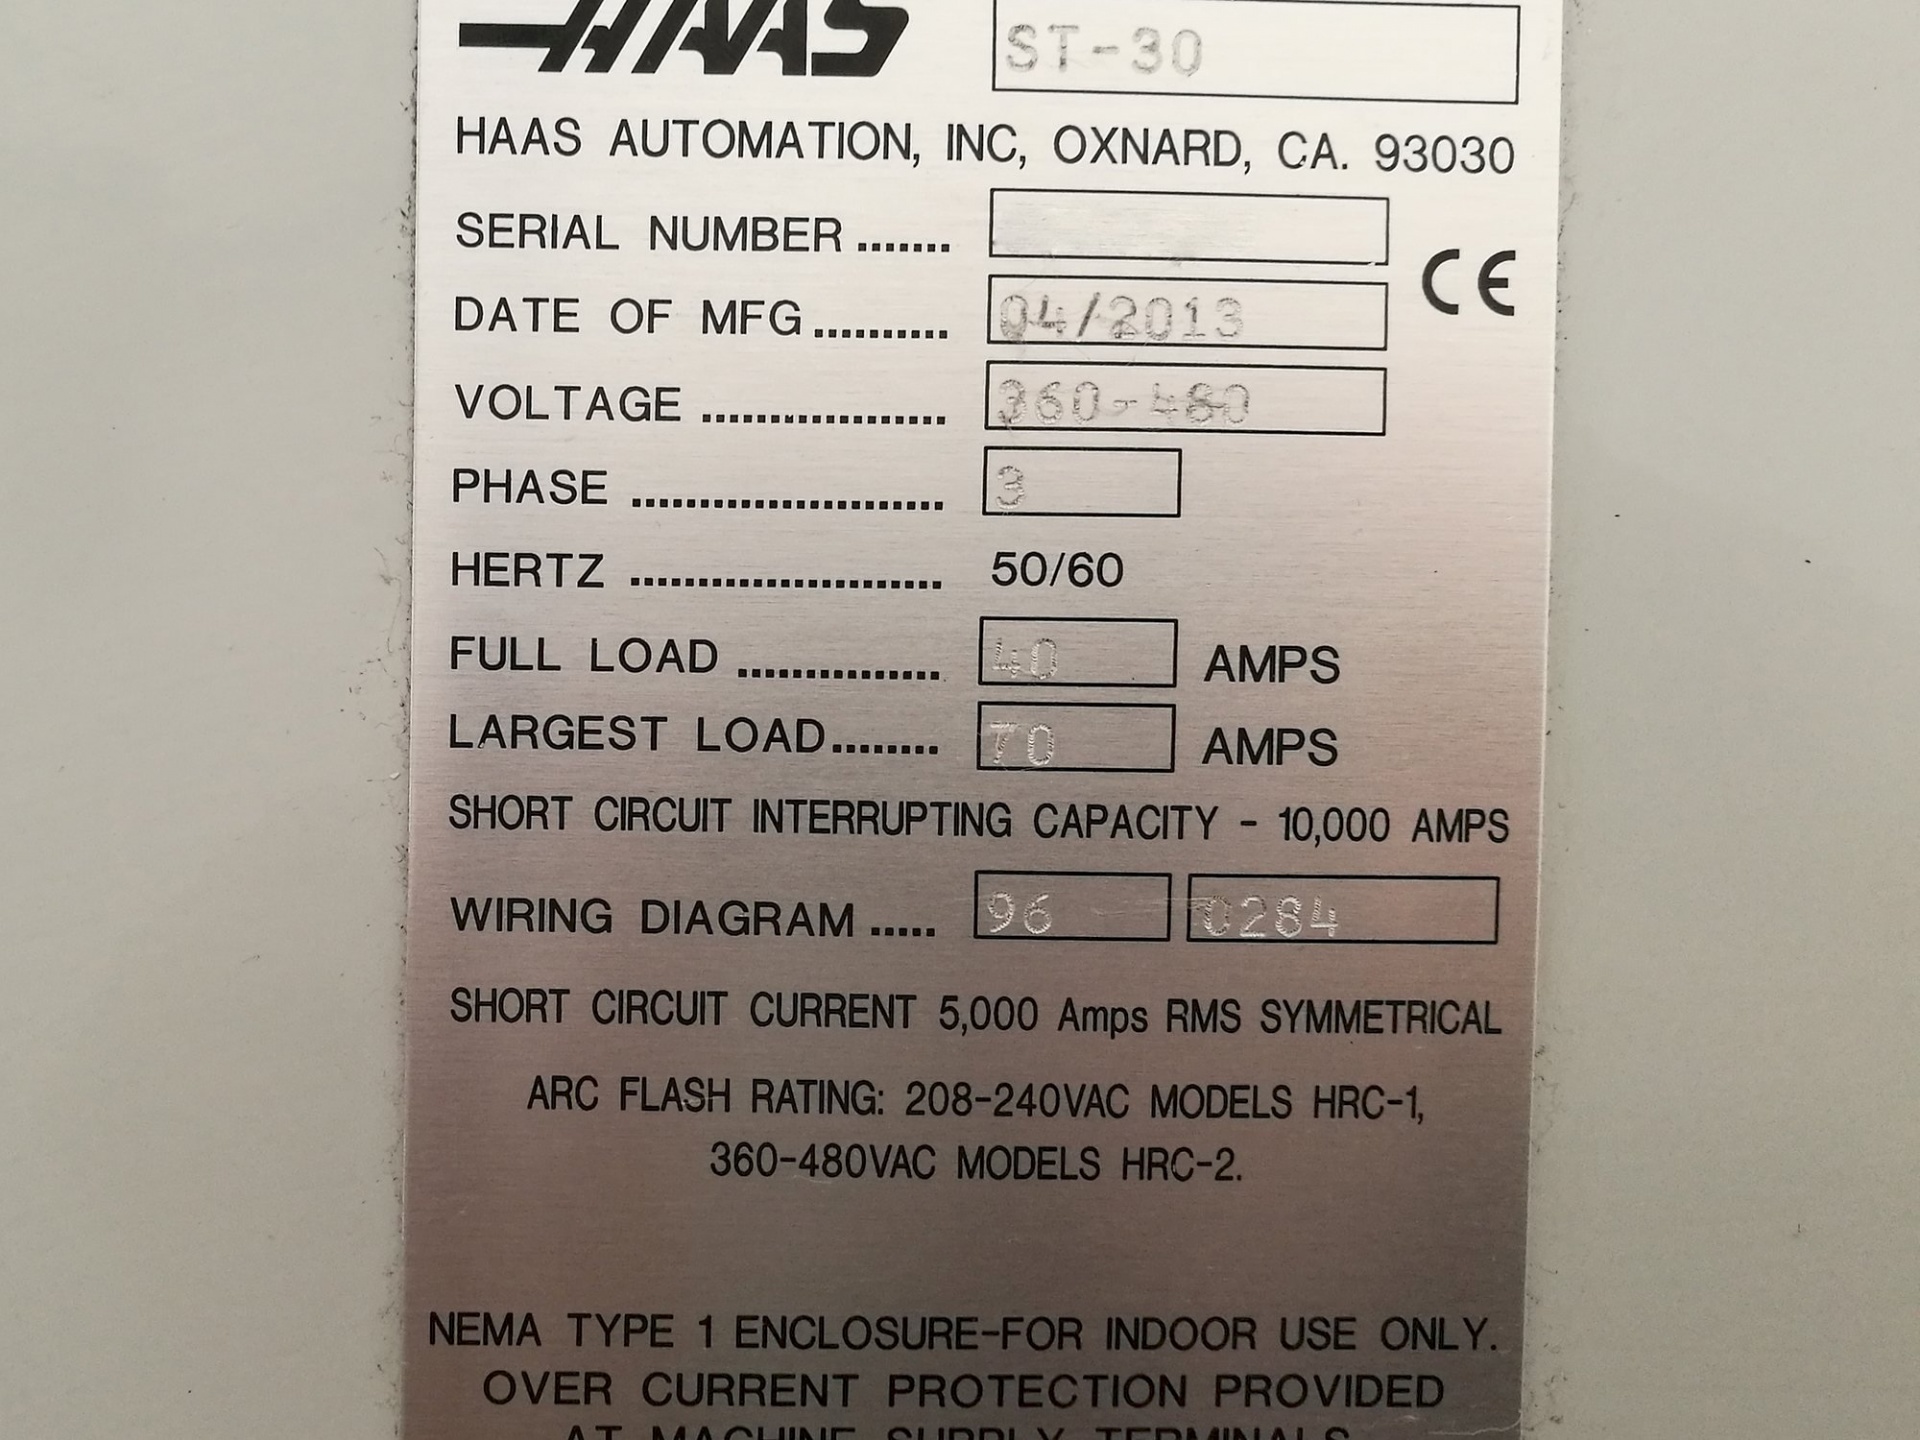 HAAS ST-30
HAAS AUTOMATION, INC, OXNARD, CA. 93030
SERIAL NUMBER .......
CE
DATE OF MFG .......... 04/2013
VOLTAGE .................. 360-480
PHASE ....................... 3
HERTZ ....................... 50/60
FULL LOAD ............... 40 AMPS
LARGEST LOAD ........ 70 AMPS
SHORT CIRCUIT INTERRUPTING CAPACITY - 10,000 AMPS
WIRING DIAGRAM ..... 96 0284
SHORT CIRCUIT CURRENT 5,000 Amps RMS SYMMETRICAL
ARC FLASH RATING: 208-240VAC MODELS HRC-1,
360-480VAC MODELS HRC-2.
NEMA TYPE 1 ENCLOSURE-FOR INDOOR USE ONLY.
OVER CURRENT PROTECTION PROVIDED
AT MACHINE SUPPLY TERMINALS